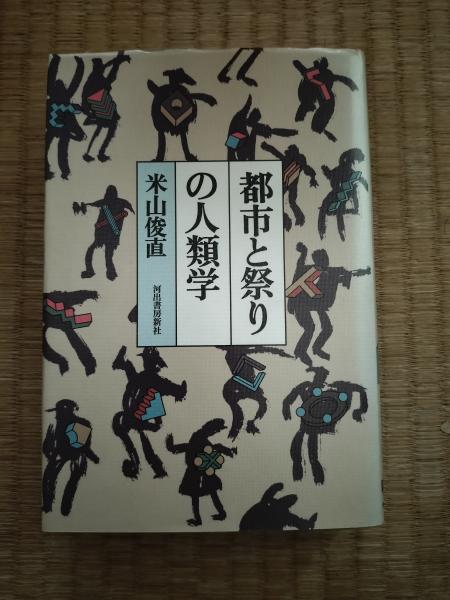 都市と祭り
の人類学
米山俊直
河出書房新社